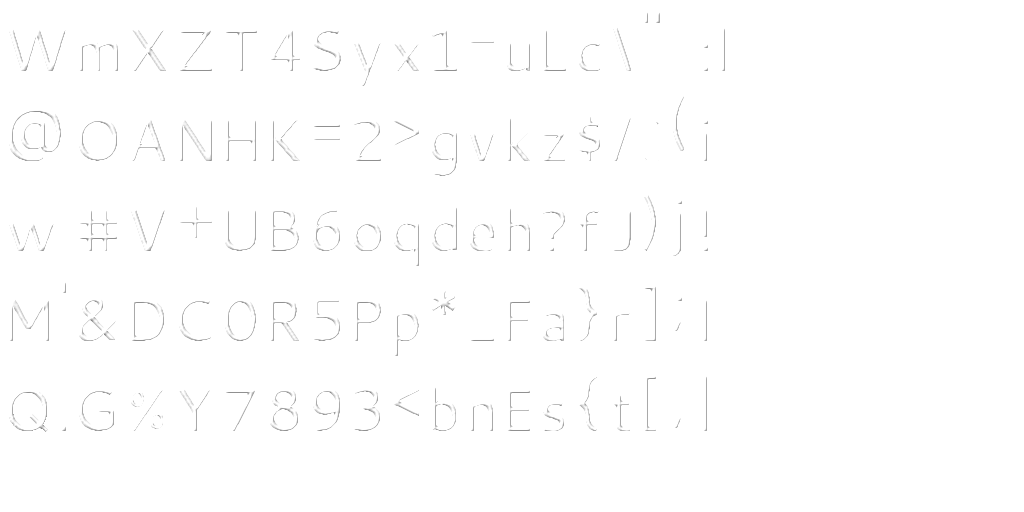 WmXZT4Syx1-uLc\" :l
@OANHK=2>gvkz$/ (i
w#V+UB6oqdeh?fJ)j!
M'&DC0R5Pp*_Fa}r];I
Q.G%Y7893<bnEs{t[,|